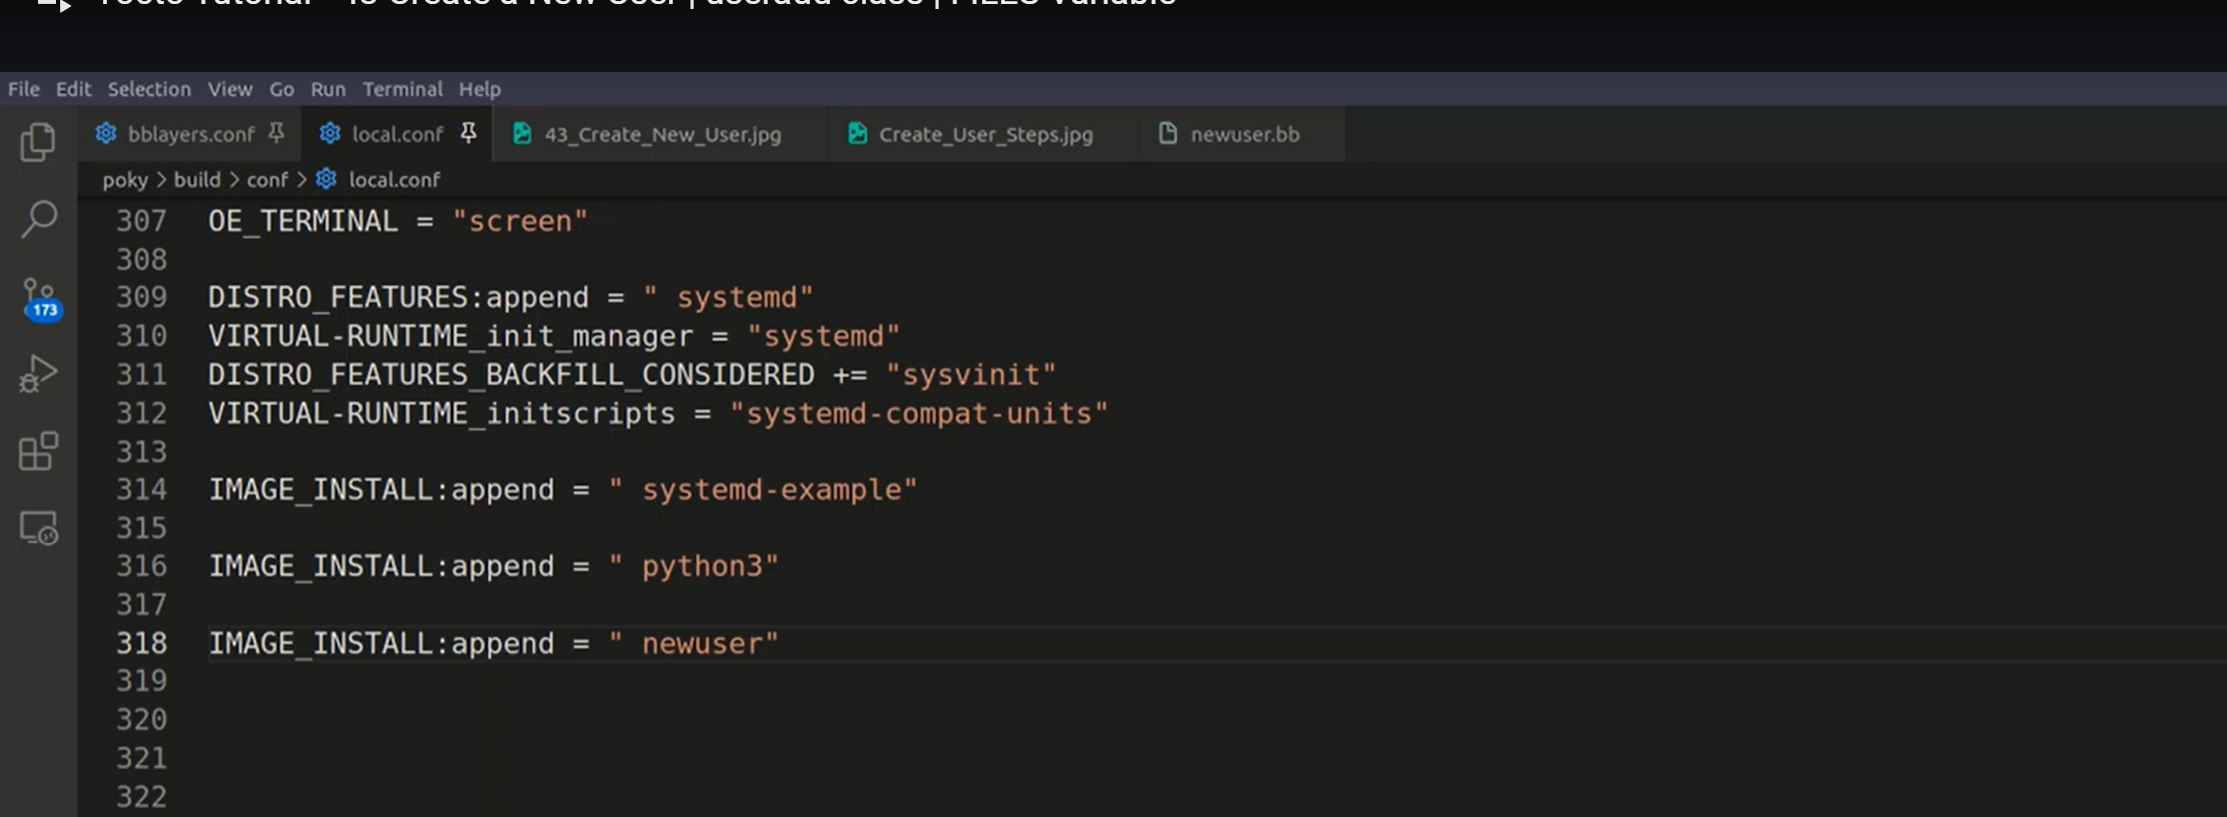 File Edit Selection View Go Run Terminal Help
bblayers.conf local.conf 43_Create_New_User.jpg Create_User_Steps.jpg newuser.bb
poky > build > conf > local.conf
307 OE_TERMINAL = "screen"
308
309 DISTRO_FEATURES:append = " systemd"
173
310 VIRTUAL-RUNTIME_init_manager = "systemd"
311 DISTRO_FEATURES_BACKFILL_CONSIDERED += "sysvinit"
312 VIRTUAL-RUNTIME_initscripts = "systemd-compat-units"
313
314 IMAGE_INSTALL:append = " systemd-example"
315
316 IMAGE_INSTALL:append = " python3"
317
318 IMAGE_INSTALL:append = " newuser"
319
320
321
322